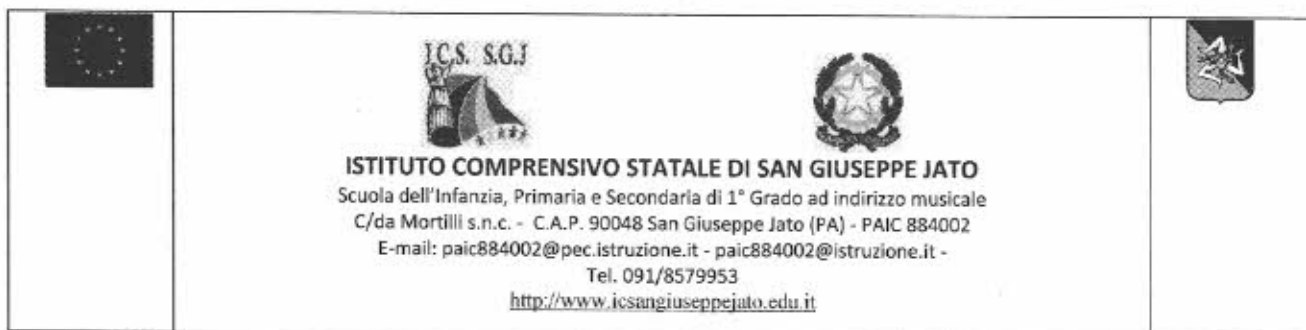 I.C.S. S.G.J
ISTITUTO COMPRENSIVO STATALE DI SAN GIUSEPPE JATO
Scuola dell'Infanzia, Primaria e Secondaria di 1° Grado ad indirizzo musicale
C/da Mortilli s.n.c. - C.A.P. 90048 San Giuseppe Jato (PA) - PAIC 884002
E-mail: paic884002@pec.istruzione.it - paic884002@istruzione.it -
Tel. 091/8579953
http://www.icsangiuseppejato.edu.it